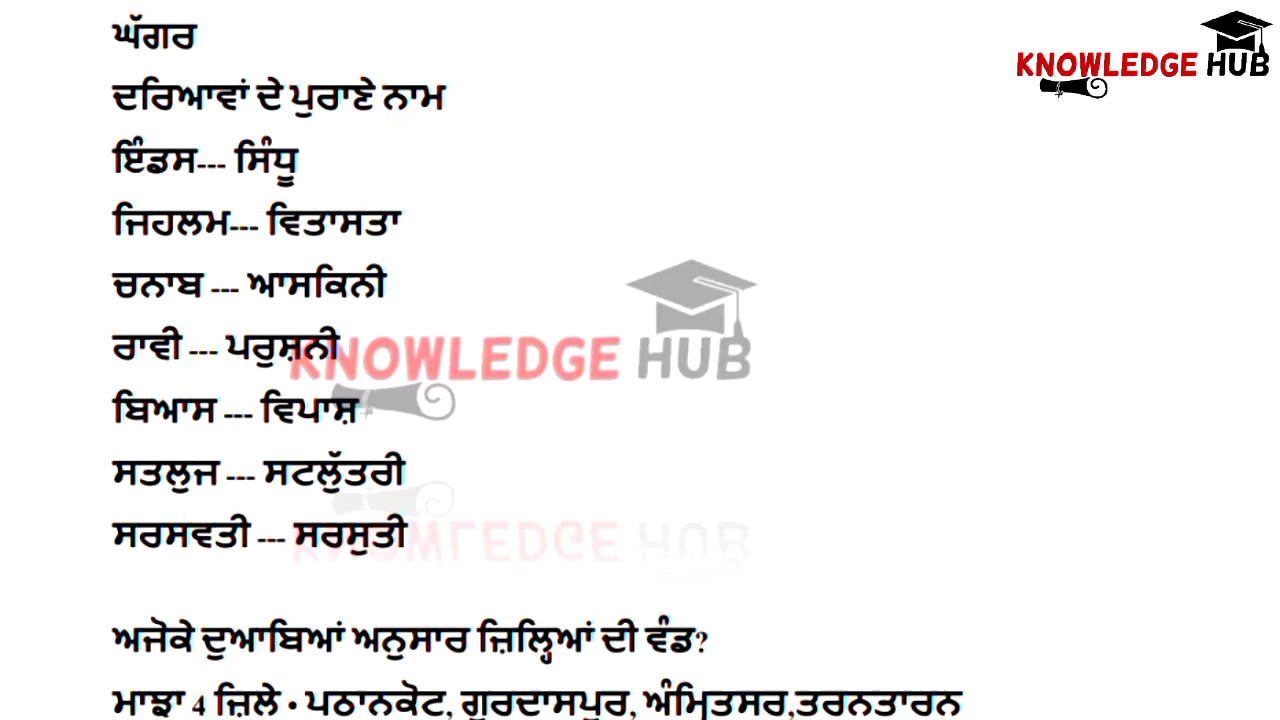 ਘੱਗਰ
KNOWLEDGE HUB
ਦਰਿਆਵਾਂ ਦੇ ਪੁਰਾਣੇ ਨਾਮ
ਇੰਡਸ--- ਸਿੰਧੂ
ਜਿਹਲਮ--- ਵਿਤਾਸਤਾ
ਚਨਾਬ --- ਆਸਕਿਨੀ
ਰਾਵੀ --- ਪਰੁਸ਼ਨੀ
KNOWLEDGE HUB
ਬਿਆਸ --- ਵਿਪਾਸ਼
ਸਤਲੁਜ --- ਸਟਲੁੱਤਰੀ
ਸਰਸਵਤੀ --- ਸਰਸੁਤੀ
ਅਜੋਕੇ ਦੁਆਬਿਆਂ ਅਨੁਸਾਰ ਜ਼ਿਲ੍ਹਿਆਂ ਦੀ ਵੰਡ?
ਮਾਝਾ 4 ਜ਼ਿਲੇ • ਪਠਾਨਕੋਟ, ਗੁਰਦਾਸਪੁਰ, ਅੰਮ੍ਰਿਤਸਰ,ਤਰਨਤਾਰਨ